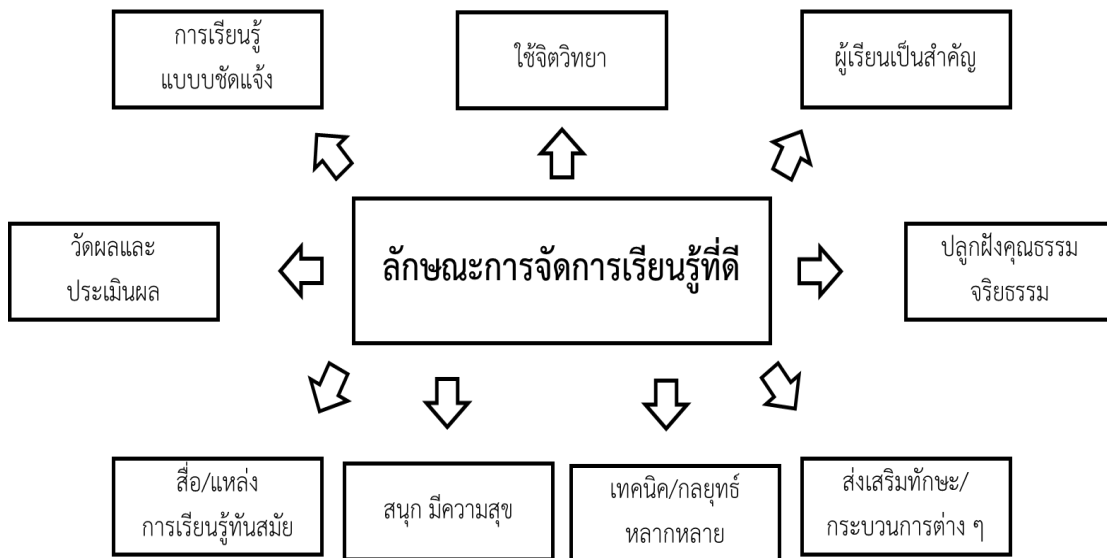 การเรียนรู้
แบบบชัดแจ้ง
ใช้จิตวิทยา
ผู้เรียนเป็นสำคัญ
วัดผลและ
ประเมินผล
ลักษณะการจัดการเรียนรู้ที่ดี
ปลูกฝังคุณธรรม
จริยธรรม
สื่อ/แหล่ง
การเรียนรู้ทันสมัย
สนุก มีความสุข
เทคนิค/กลยุทธ์
หลากหลาย
ส่งเสริมทักษะ/
กระบวนการต่าง ๆ